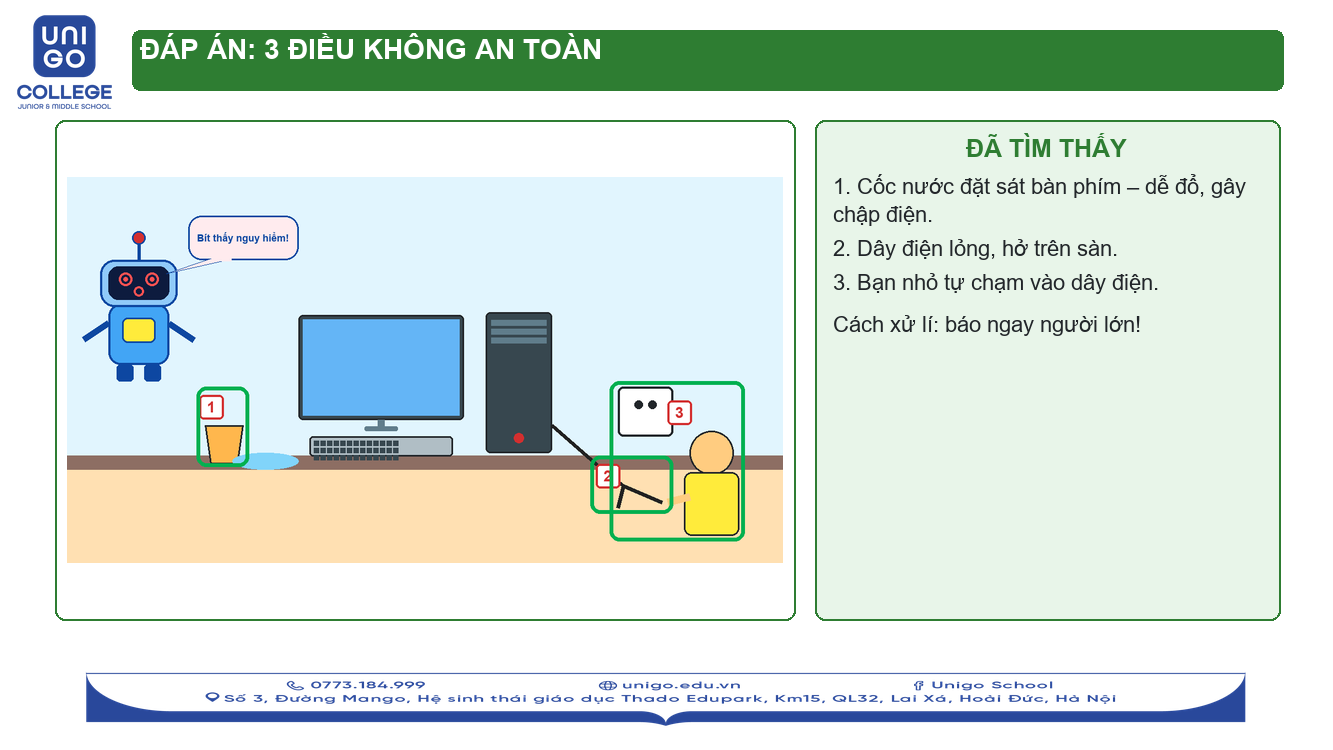 UNI
GO
COLLEGE
JUNIOR & MIDDLE SCHOOL
ĐÁP ÁN: 3 ĐIỀU KHÔNG AN TOÀN
Bít thấy nguy hiểm!
1
2
3
ĐÃ TÌM THẤY
1. Cốc nước đặt sát bàn phím – dễ đổ, gây
chập điện.
2. Dây điện lỏng, hở trên sàn.
3. Bạn nhỏ tự chạm vào dây điện.
Cách xử lí: báo ngay người lớn!
0773.184.999
unigo.edu.vn
Unigo School
Số 3, Đường Mango, Hệ sinh thái giáo dục Thado Edupark, Km15, QL32, Lai Xá, Hoài Đức, Hà Nội